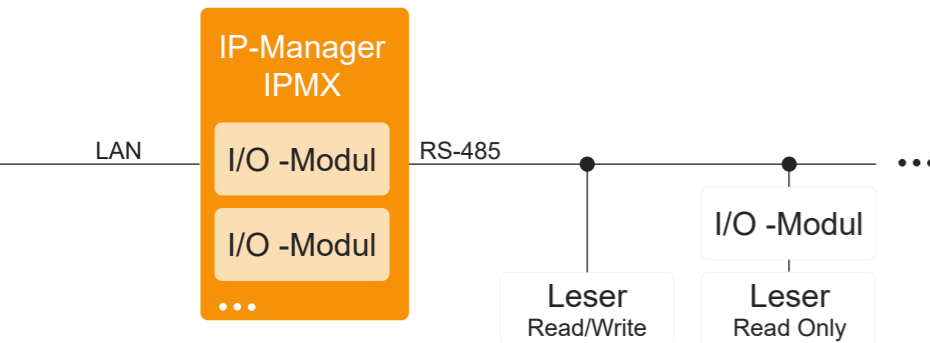 IP-Manager
IPMX
LAN
I/O -Modul
RS-485
I/O -Modul
I/O -Modul
Leser
Read/Write
Leser
Read Only